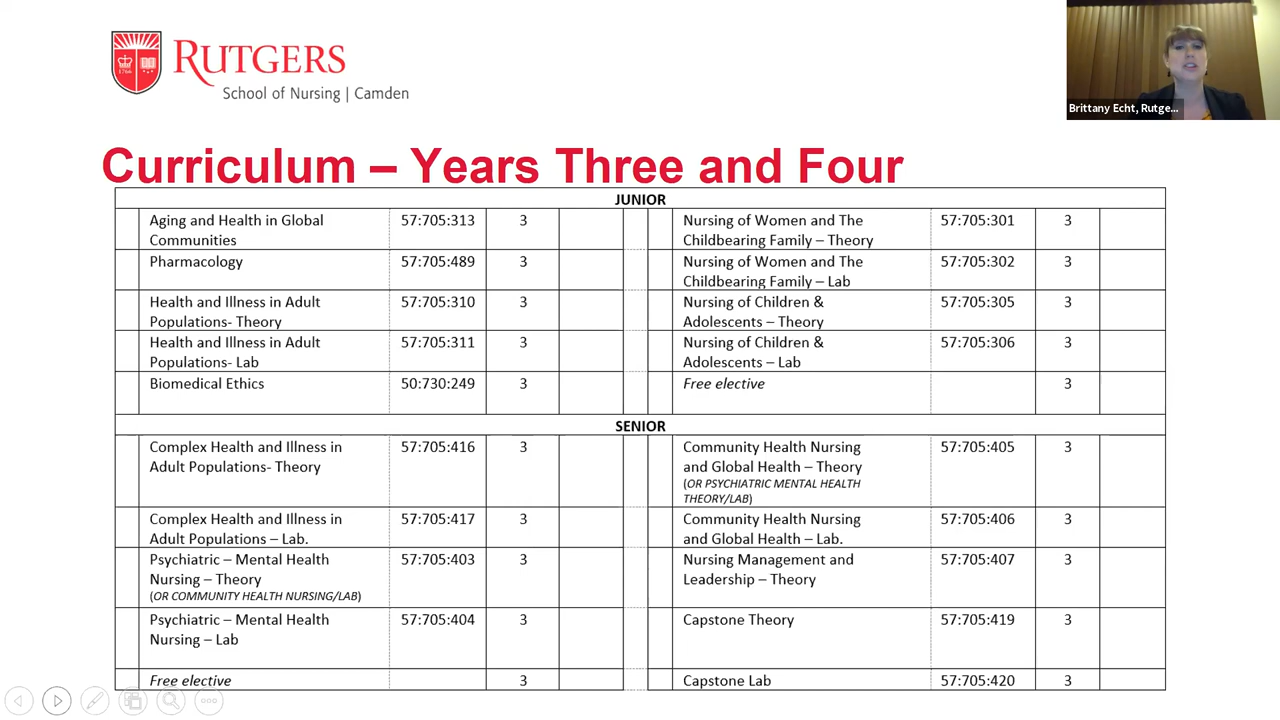 RUTGERS
School of Nursing | Camden
Brittany Echt, Rutge...
Curriculum – Years Three and Four
JUNIOR
Aging and Health in Global
Communities
57:705:313
3
Nursing of Women and The
Childbearing Family – Theory
57:705:301
3
Pharmacology
57:705:489
3
Nursing of Women and The
Childbearing Family – Lab
57:705:302
3
Health and Illness in Adult
Populations- Theory
57:705:310
3
Nursing of Children &
Adolescents – Theory
57:705:305
3
Health and Illness in Adult
Populations- Lab
57:705:311
3
Nursing of Children &
Adolescents – Lab
57:705:306
3
Biomedical Ethics
50:730:249
3
Free elective
3
SENIOR
Complex Health and Illness in
Adult Populations- Theory
57:705:416
3
Community Health Nursing
and Global Health – Theory
(OR PSYCHIATRIC MENTAL HEALTH
THEORY/LAB)
57:705:405
3
Complex Health and Illness in
Adult Populations – Lab.
57:705:417
3
Community Health Nursing
and Global Health – Lab.
57:705:406
3
Psychiatric – Mental Health
Nursing – Theory
(OR COMMUNITY HEALTH NURSING/LAB)
57:705:403
3
Nursing Management and
Leadership – Theory
57:705:407
3
Psychiatric – Mental Health
Nursing – Lab
57:705:404
3
Capstone Theory
57:705:419
3
Free elective
3
Capstone Lab
57:705:420
3